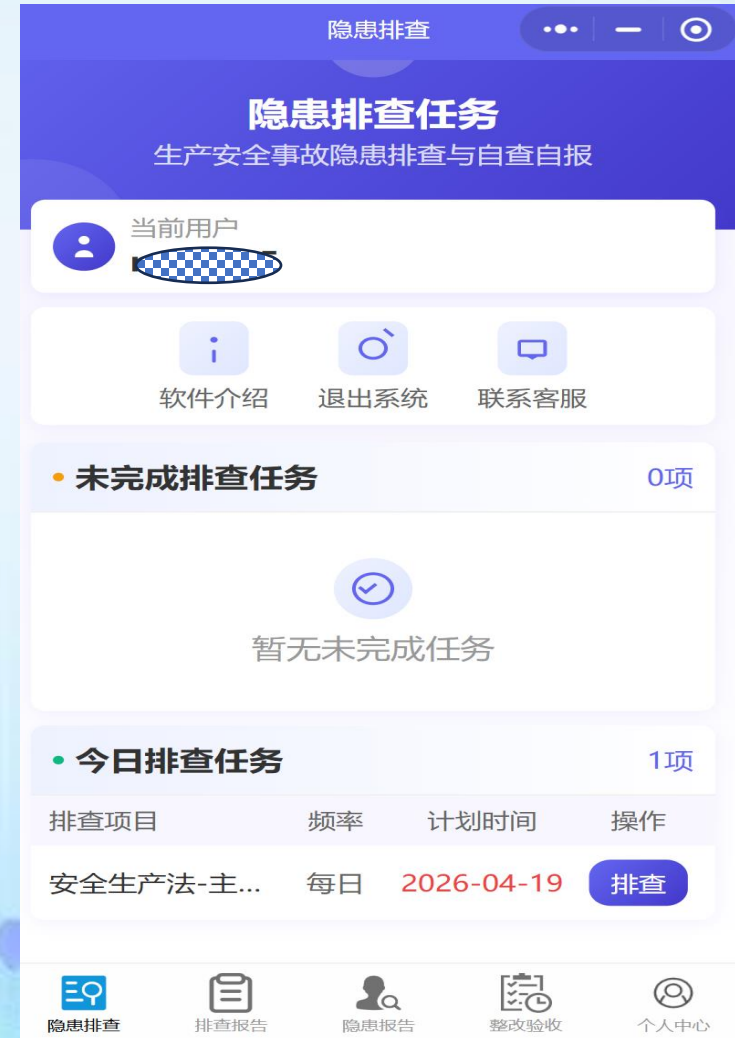 隐患排查
隐患排查任务
生产安全事故隐患排查与自查自报
当前用户
软件介绍 退出系统 联系客服
未完成排查任务 0项
暂无未完成任务
今日排查任务 1项
排查项目 频率 计划时间 操作
安全生产法-主... 每日 2026-04-19 排查
隐患排查 排查报告 隐患报告 整改验收 个人中心